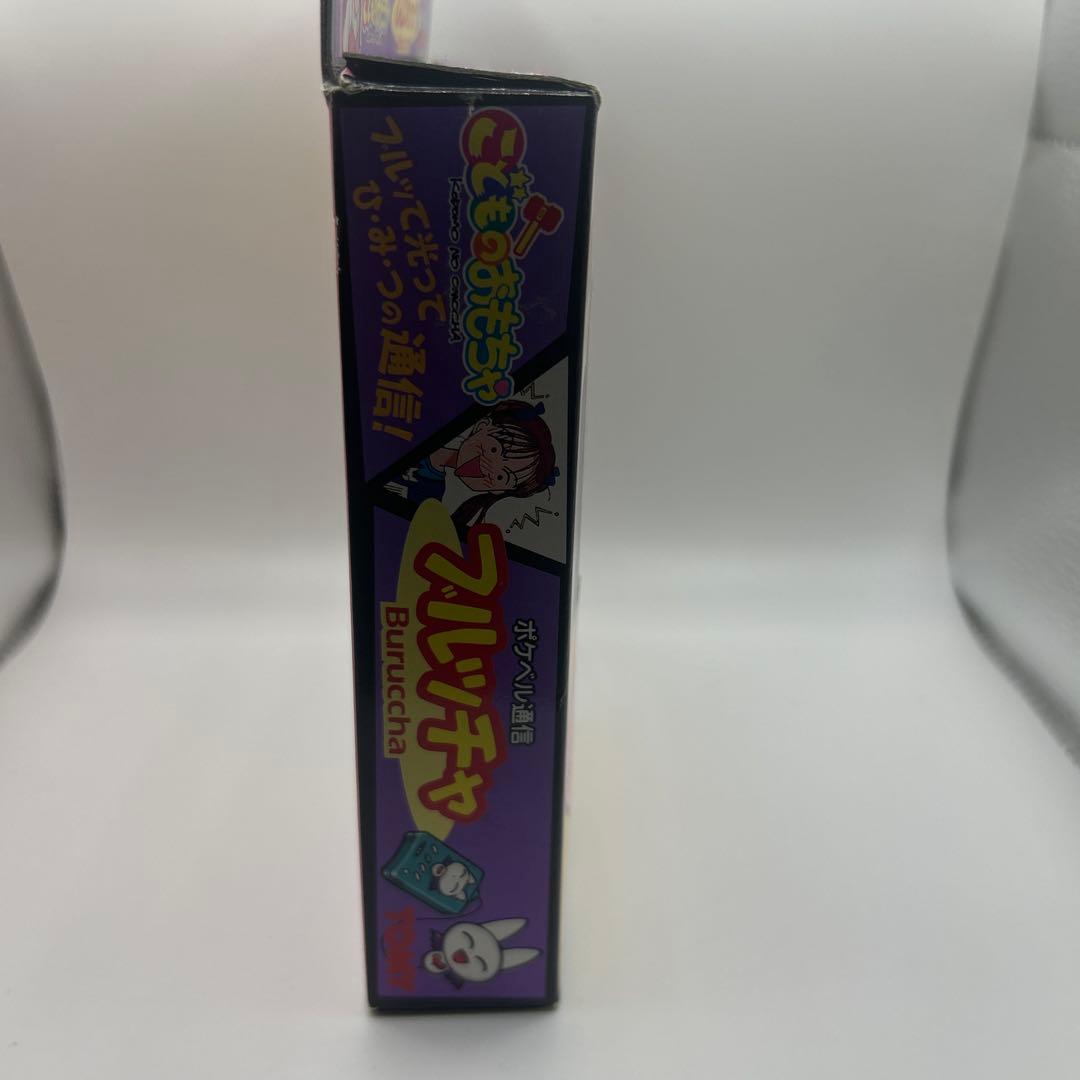 こどものおもちゃ
KODOMO NO OMOCHA
ブルッて光って
ひ・み・つの通信!
ポケベル通信
ブルッチャ
Buruccha
TOMY